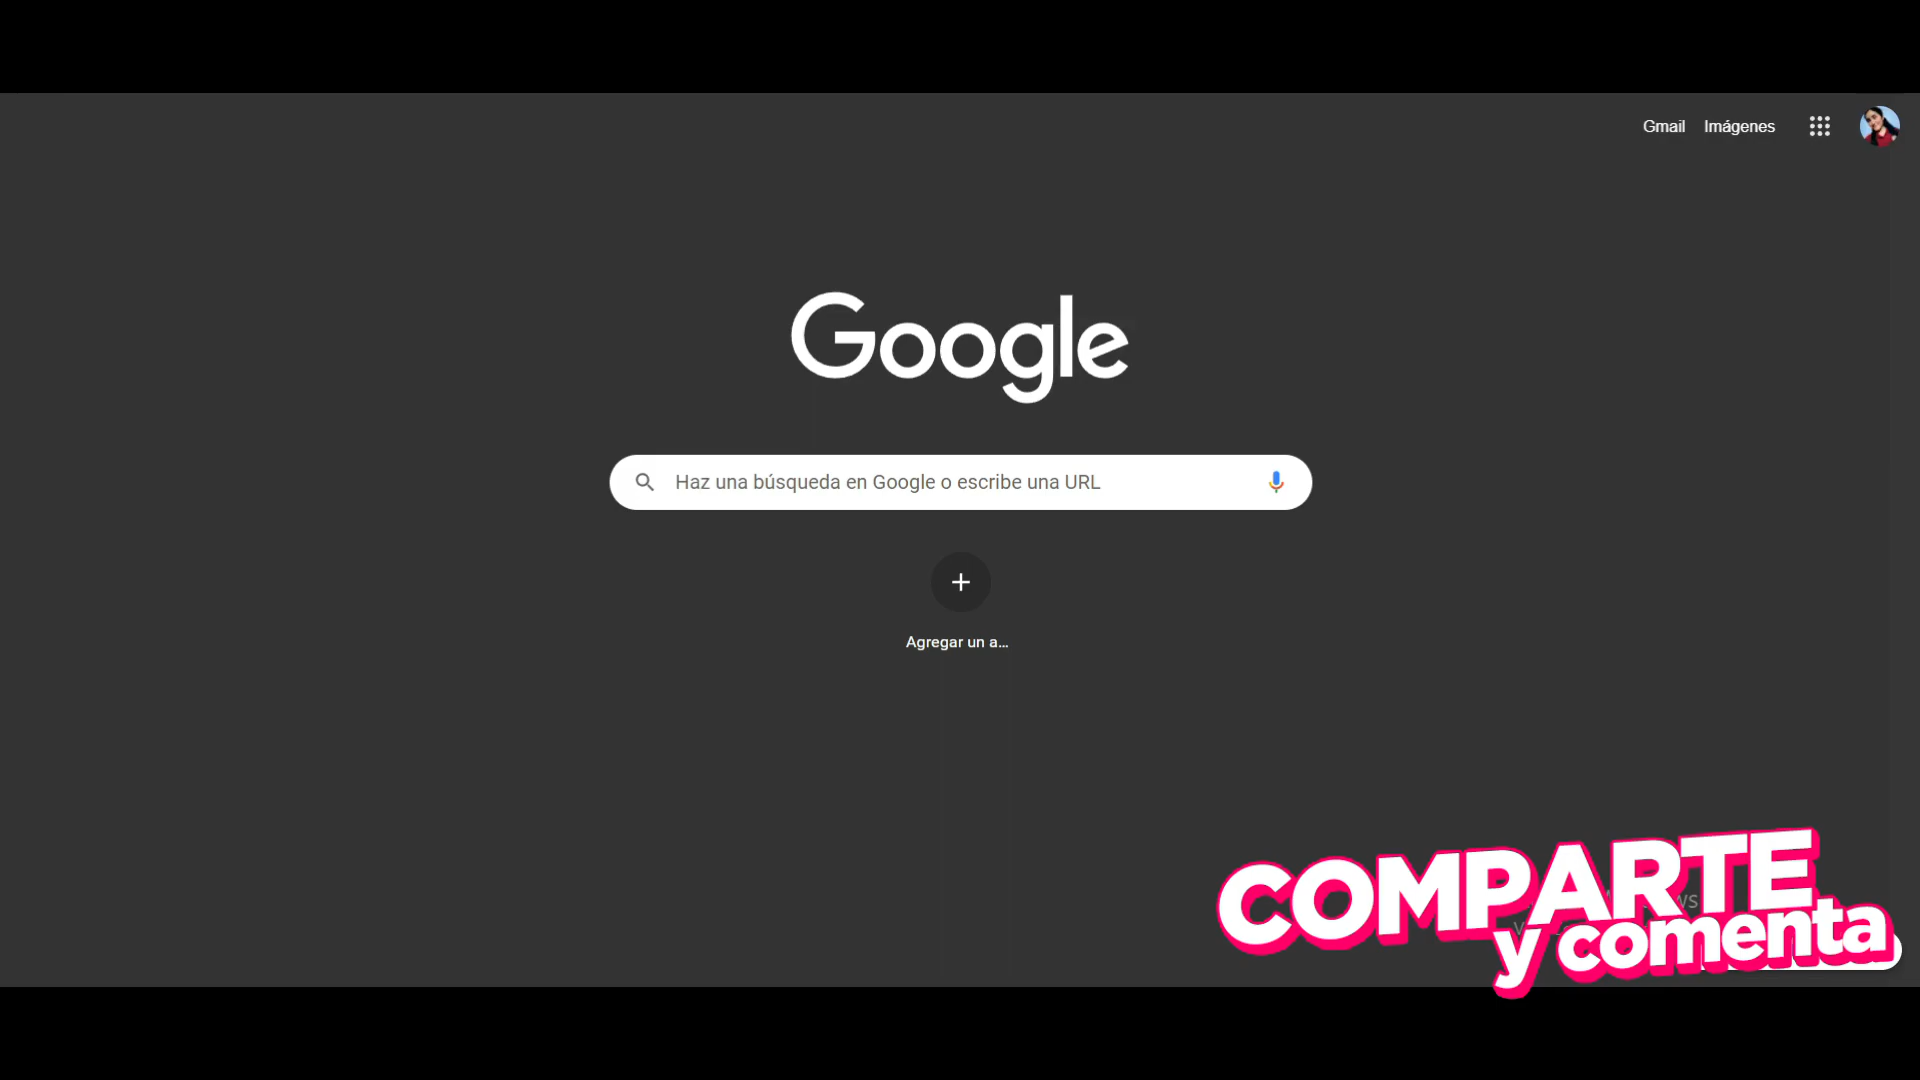 Gmail Imágenes
Google
Haz una búsqueda en Google o escribe una URL
Agregar un a...
COMPARTE
y comenta